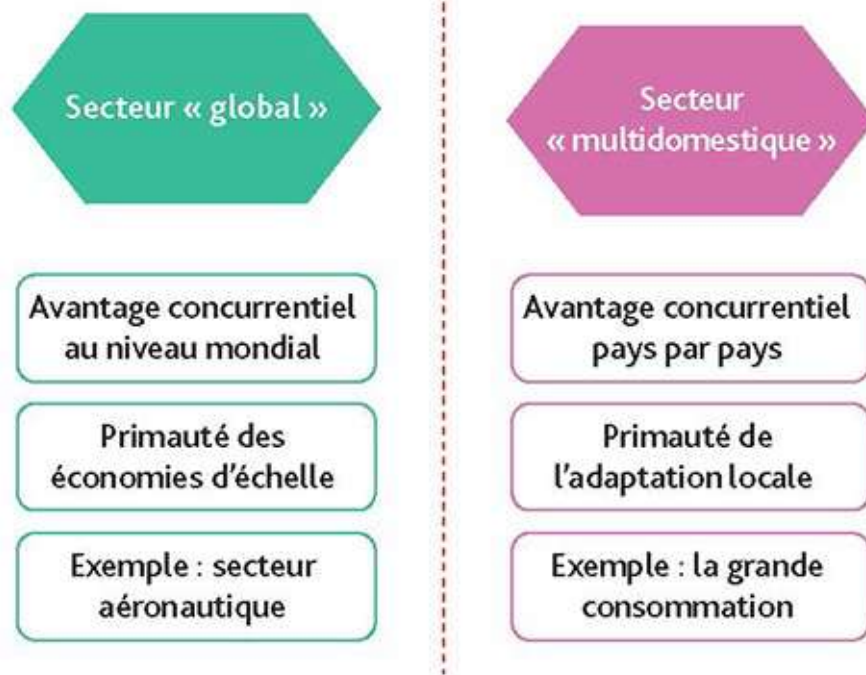 Secteur « global »
Avantage concurrentiel
au niveau mondial
Primauté des
économies d’échelle
Exemple : secteur
aéronautique
Secteur
« multidomestique »
Avantage concurrentiel
pays par pays
Primauté de
l’adaptation locale
Exemple : la grande
consommation